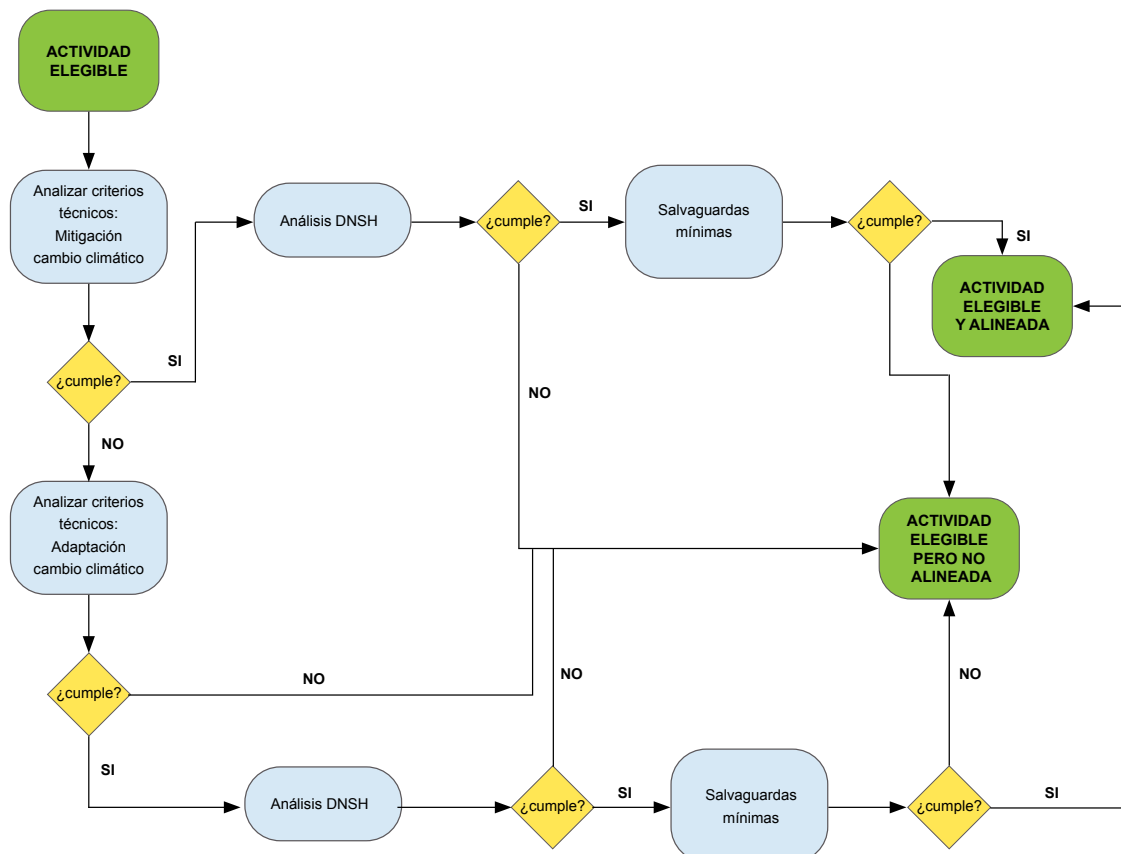 ACTIVIDAD
ELEGIBLE
Analizar criterios
técnicos:
Mitigación
cambio climático
¿cumple?
SI
Análisis DNSH
¿cumple?
SI
Salvaguardas
mínimas
¿cumple?
SI
ACTIVIDAD
ELEGIBLE
Y ALINEADA
NO
NO
Analizar criterios
técnicos:
Adaptación
cambio climático
ACTIVIDAD
ELEGIBLE
PERO NO
ALINEADA
¿cumple?
NO
NO
NO
SI
Análisis DNSH
¿cumple?
SI
Salvaguardas
mínimas
¿cumple?
SI